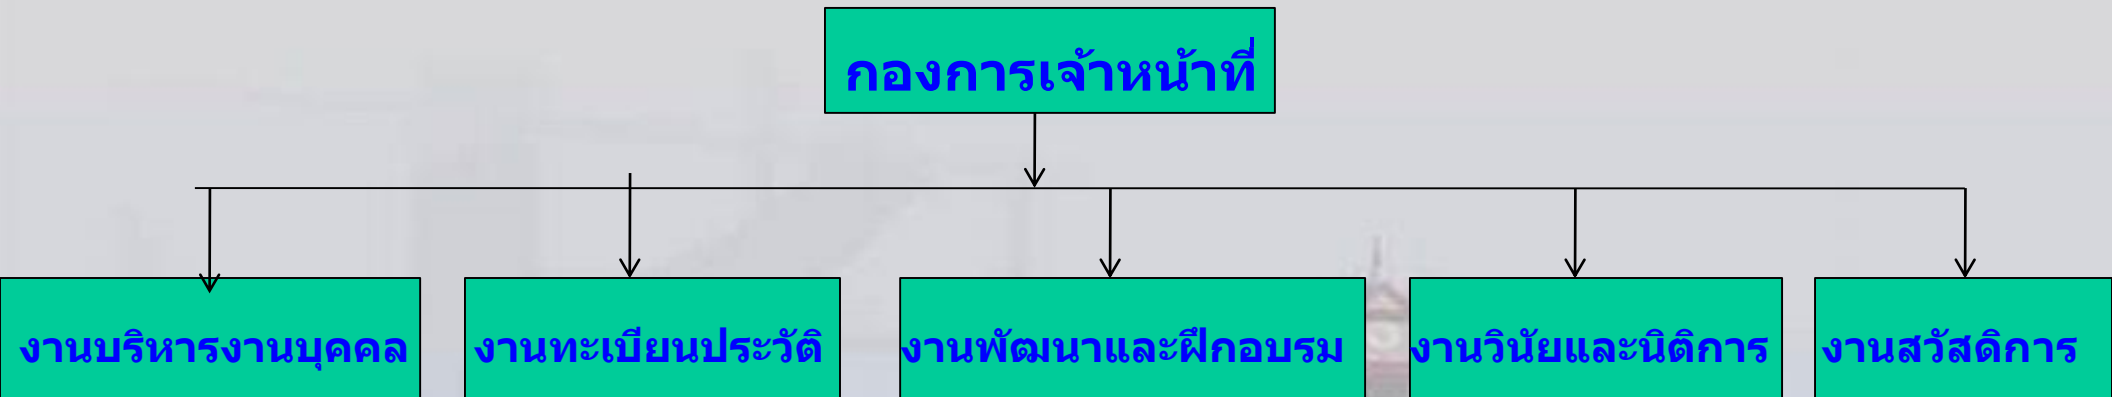 กองการเจ้าหน้าที่
งานบริหารงานบุคคล
งานทะเบียนประวัติ
งานพัฒนาและฝึกอบรม
งานวินัยและนิติการ
งานสวัสดิการ